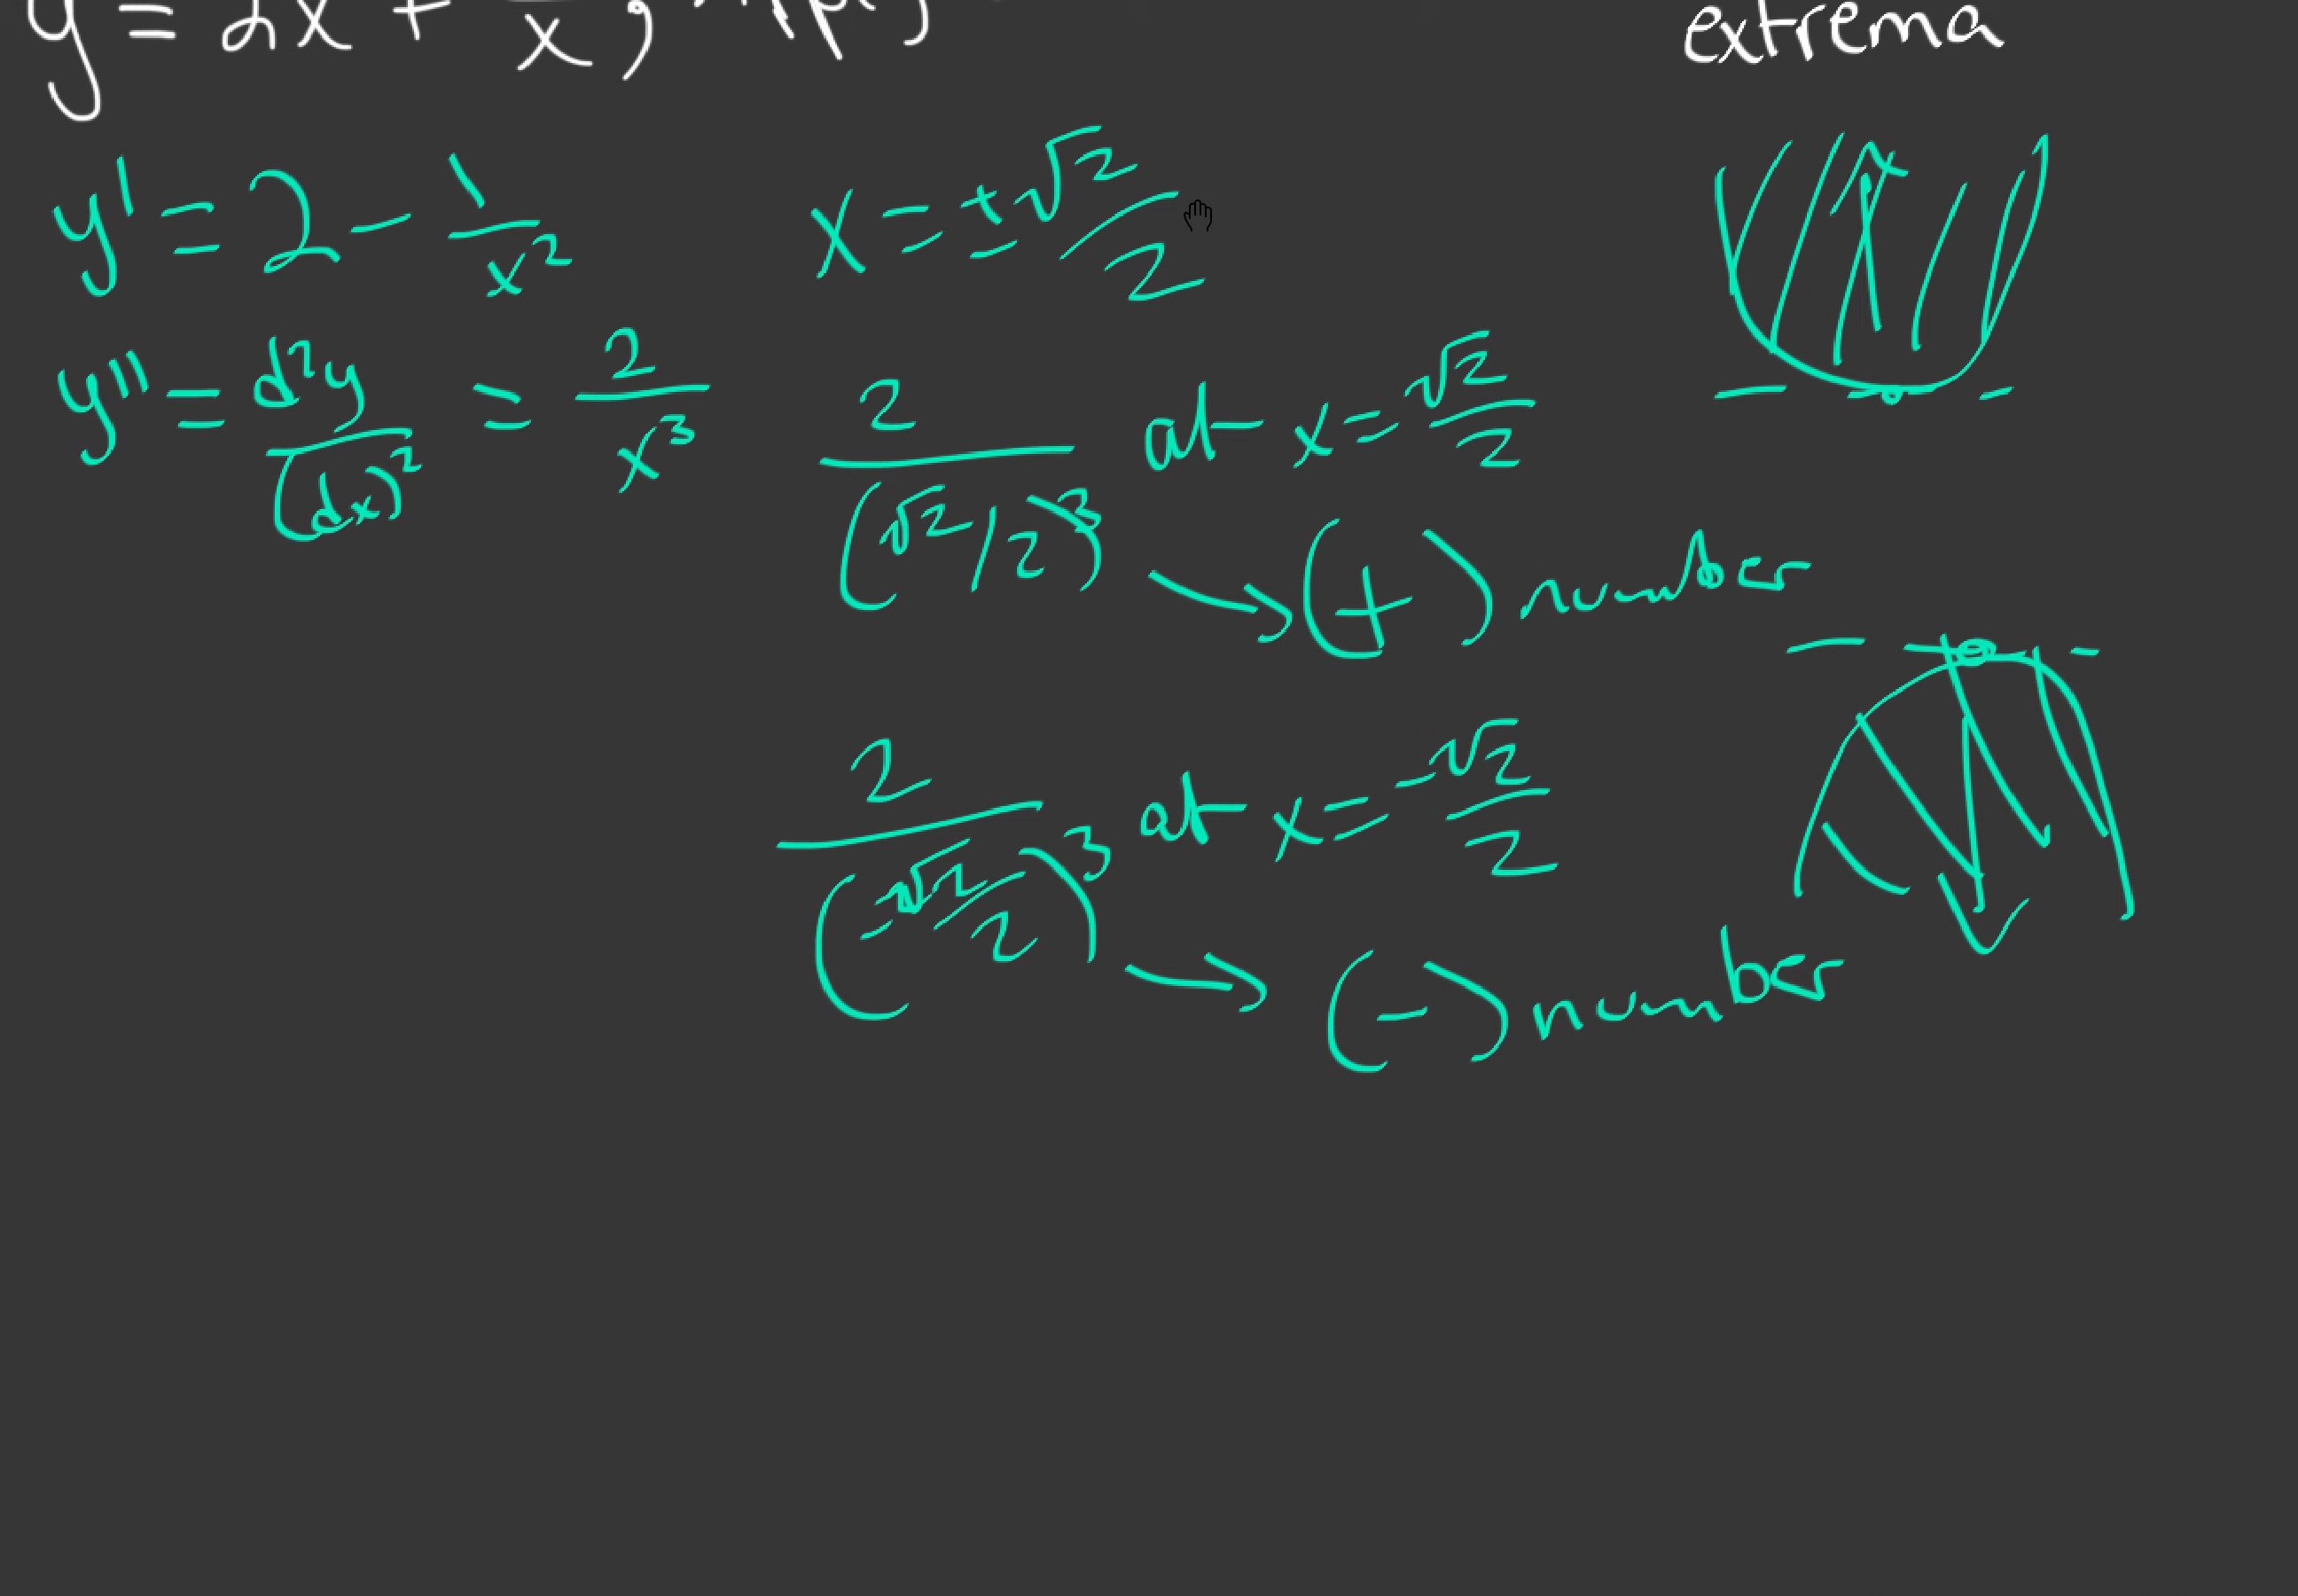 y = 2x + x
extrema
y' = 2 - 1/x²
x = ±√2/2
y'' = d²y/(dx)² = 2/x³
2/(√2/2)³ at x = √2/2
→ (+) number
2/(-√2/2)³ at x = -√2/2
→ (-) number